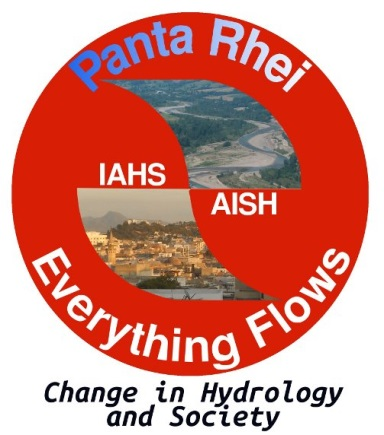 Panta Rhei
IAHS
AISH
Everything Flows
Change in Hydrology
and Society